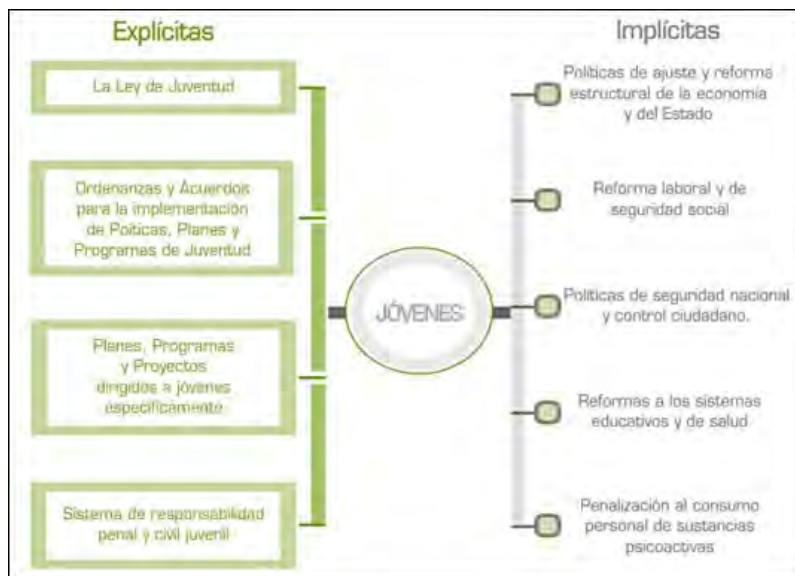 Explícitas
La Ley de Juventud
Ordenanzas y Acuerdos
para la implementación
de Poíticas, Planes y
Programas de Juventud
Planes, Programas
y Proyectos
dirigidos a jóvenes
específicamente
Sistema de responsabilidad
penal y civil juvenil
JÓVENES
Implícitas
Políticas de ajuste y reforma
estructural de la economía
y del Estado
Reforma laboral y de
seguridad social
Políticas de seguridad nacional
y control ciudadano.
Reformas a los sistemas
educativos y de salud
Penalización al consumo
personal de sustancias
psicoactivas